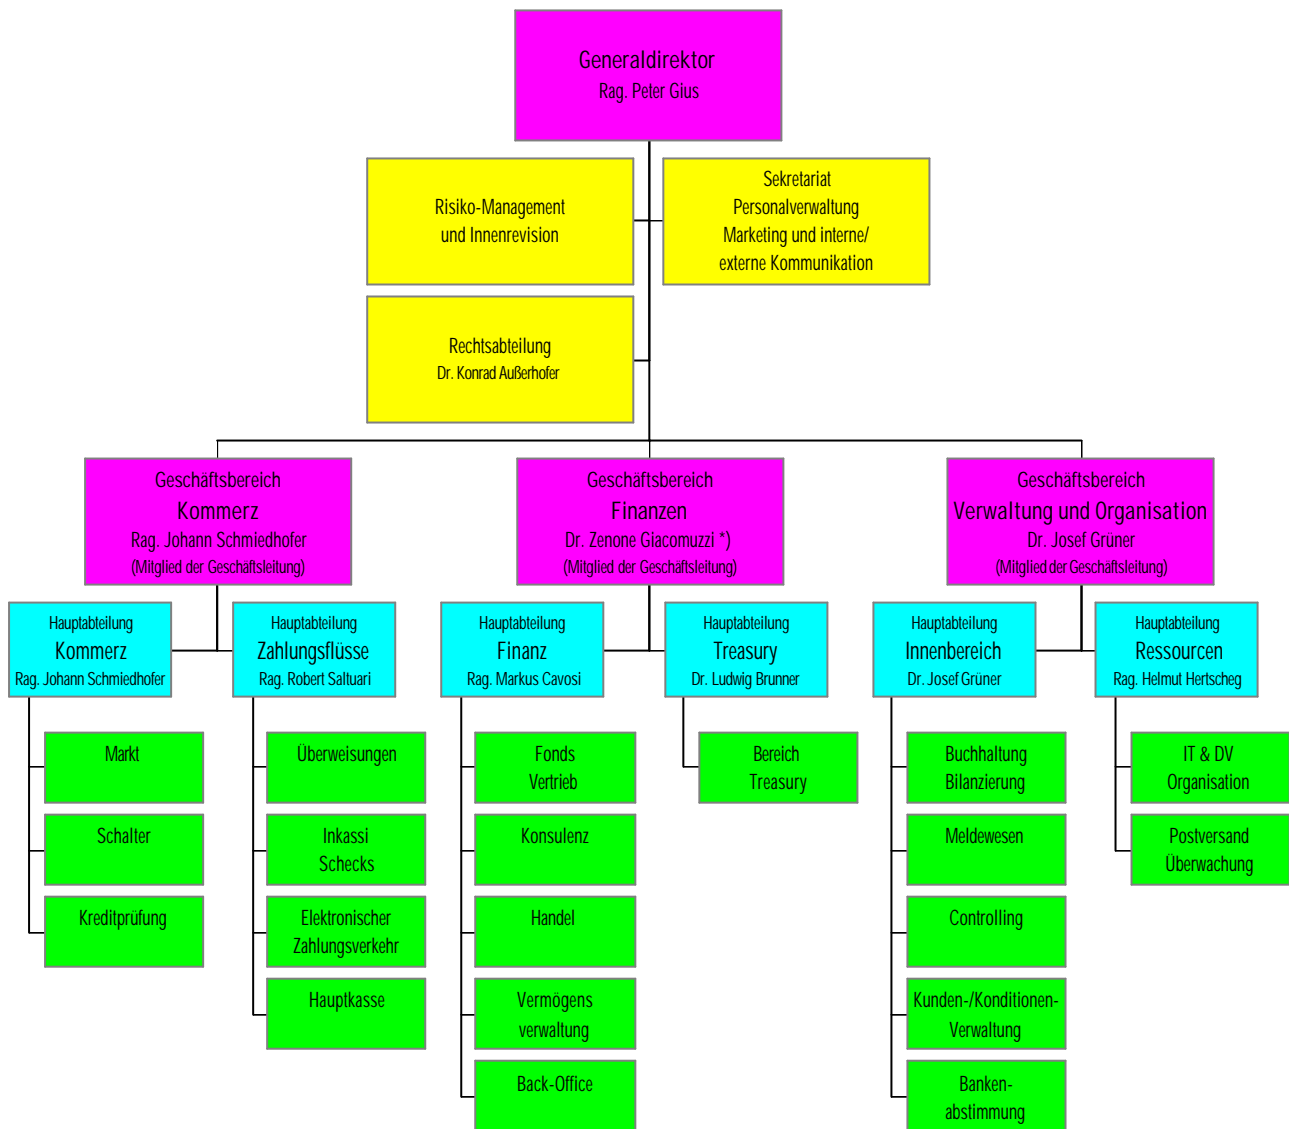 Generaldirektor
Rag. Peter Gius
Risiko-Management
und Innenrevision
Sekretariat
Personalverwaltung
Marketing und interne/
externe Kommunikation
Rechtsabteilung
Dr. Konrad Außerhofer
Geschäftsbereich
Kommerz
Rag. Johann Schmiedhofer
(Mitglied der Geschäftsleitung)
Geschäftsbereich
Finanzen
Dr. Zenone Giacomuzzi *)
(Mitglied der Geschäftsleitung)
Geschäftsbereich
Verwaltung und Organisation
Dr. Josef Grüner
(Mitglied der Geschäftsleitung)
Hauptabteilung
Kommerz
Rag. Johann Schmiedhofer
Hauptabteilung
Zahlungsflüsse
Rag. Robert Saltuari
Hauptabteilung
Finanz
Rag. Markus Cavosi
Hauptabteilung
Treasury
Dr. Ludwig Brunner
Hauptabteilung
Innenbereich
Dr. Josef Grüner
Hauptabteilung
Ressourcen
Rag. Helmut Hertscheg
Markt
Schalter
Kreditprüfung
Überweisungen
Inkassi
Schecks
Elektronischer
Zahlungsverkehr
Hauptkasse
Fonds
Vertrieb
Konsulenz
Handel
Vermögens
verwaltung
Back-Office
Bereich
Treasury
Buchhaltung
Bilanzierung
Meldewesen
Controlling
Kunden-/Konditionen-
Verwaltung
Banken-
abstimmung
IT & DV
Organisation
Postversand
Überwachung